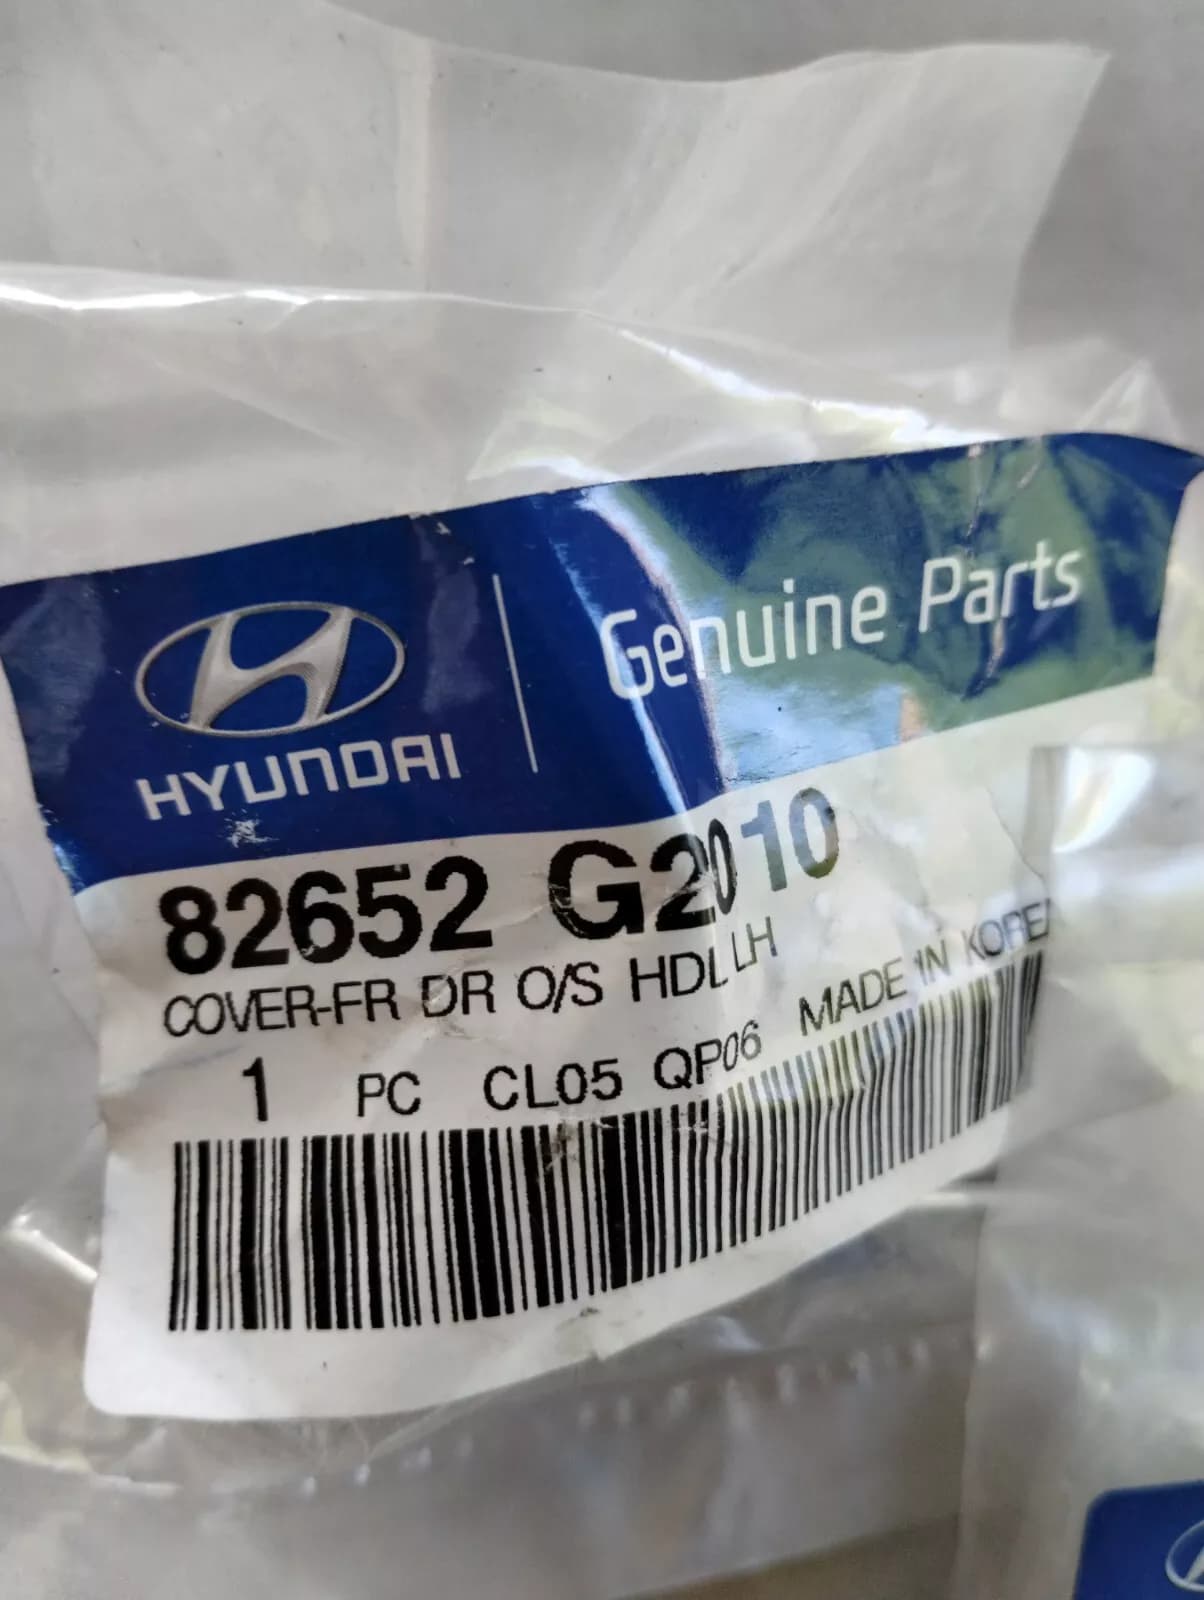 Genuine Parts
HYUNDAI
82652 G2010
COVER-FR DR O/S HDL LH
1 PC CL05 QP06 MADE IN KOREA